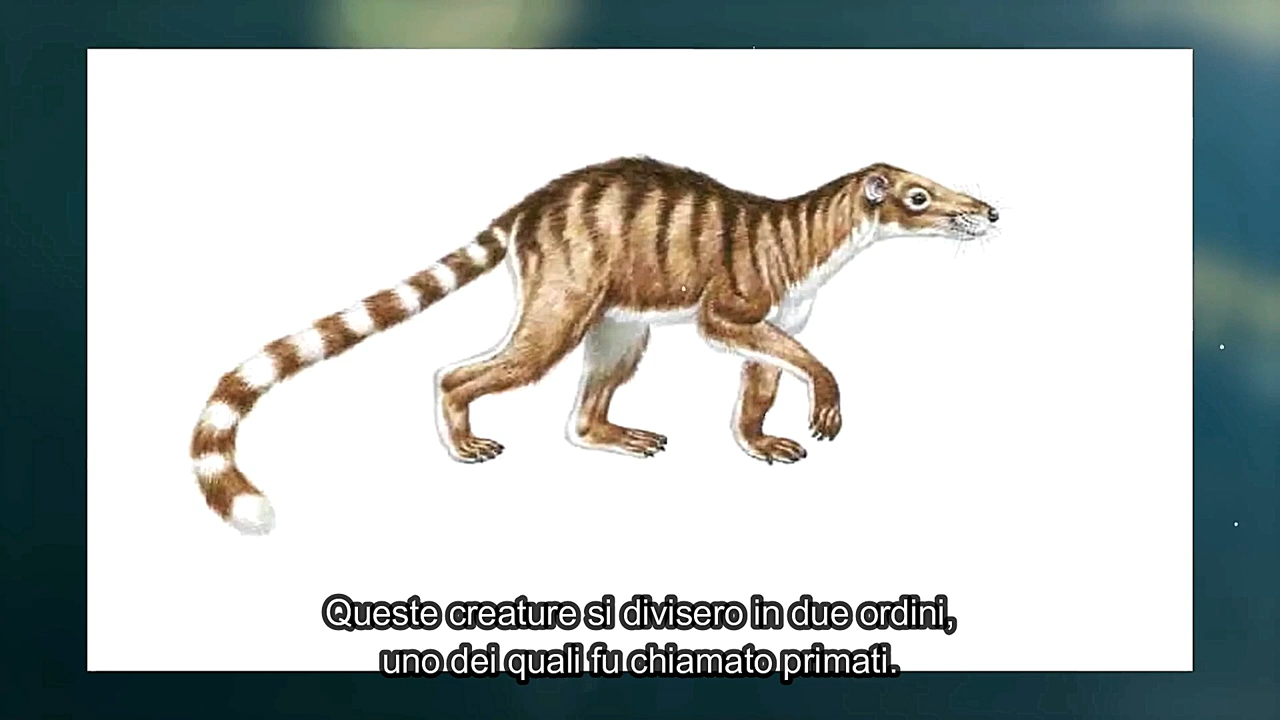 Queste creature si divisero in due ordini,
uno dei quali fu chiamato primati.